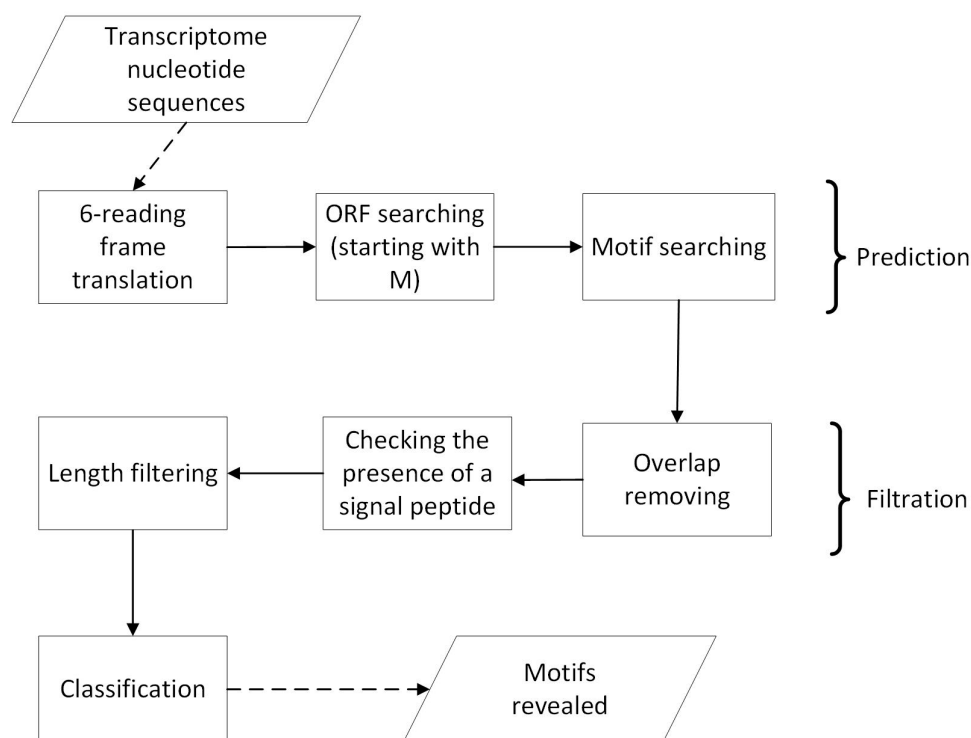 Transcriptome
nucleotide
sequences
6-reading
frame
translation
ORF searching
(starting with
M)
Motif searching
Prediction
Length filtering
Checking the
presence of a
signal peptide
Overlap
removing
Filtration
Classification
Motifs
revealed